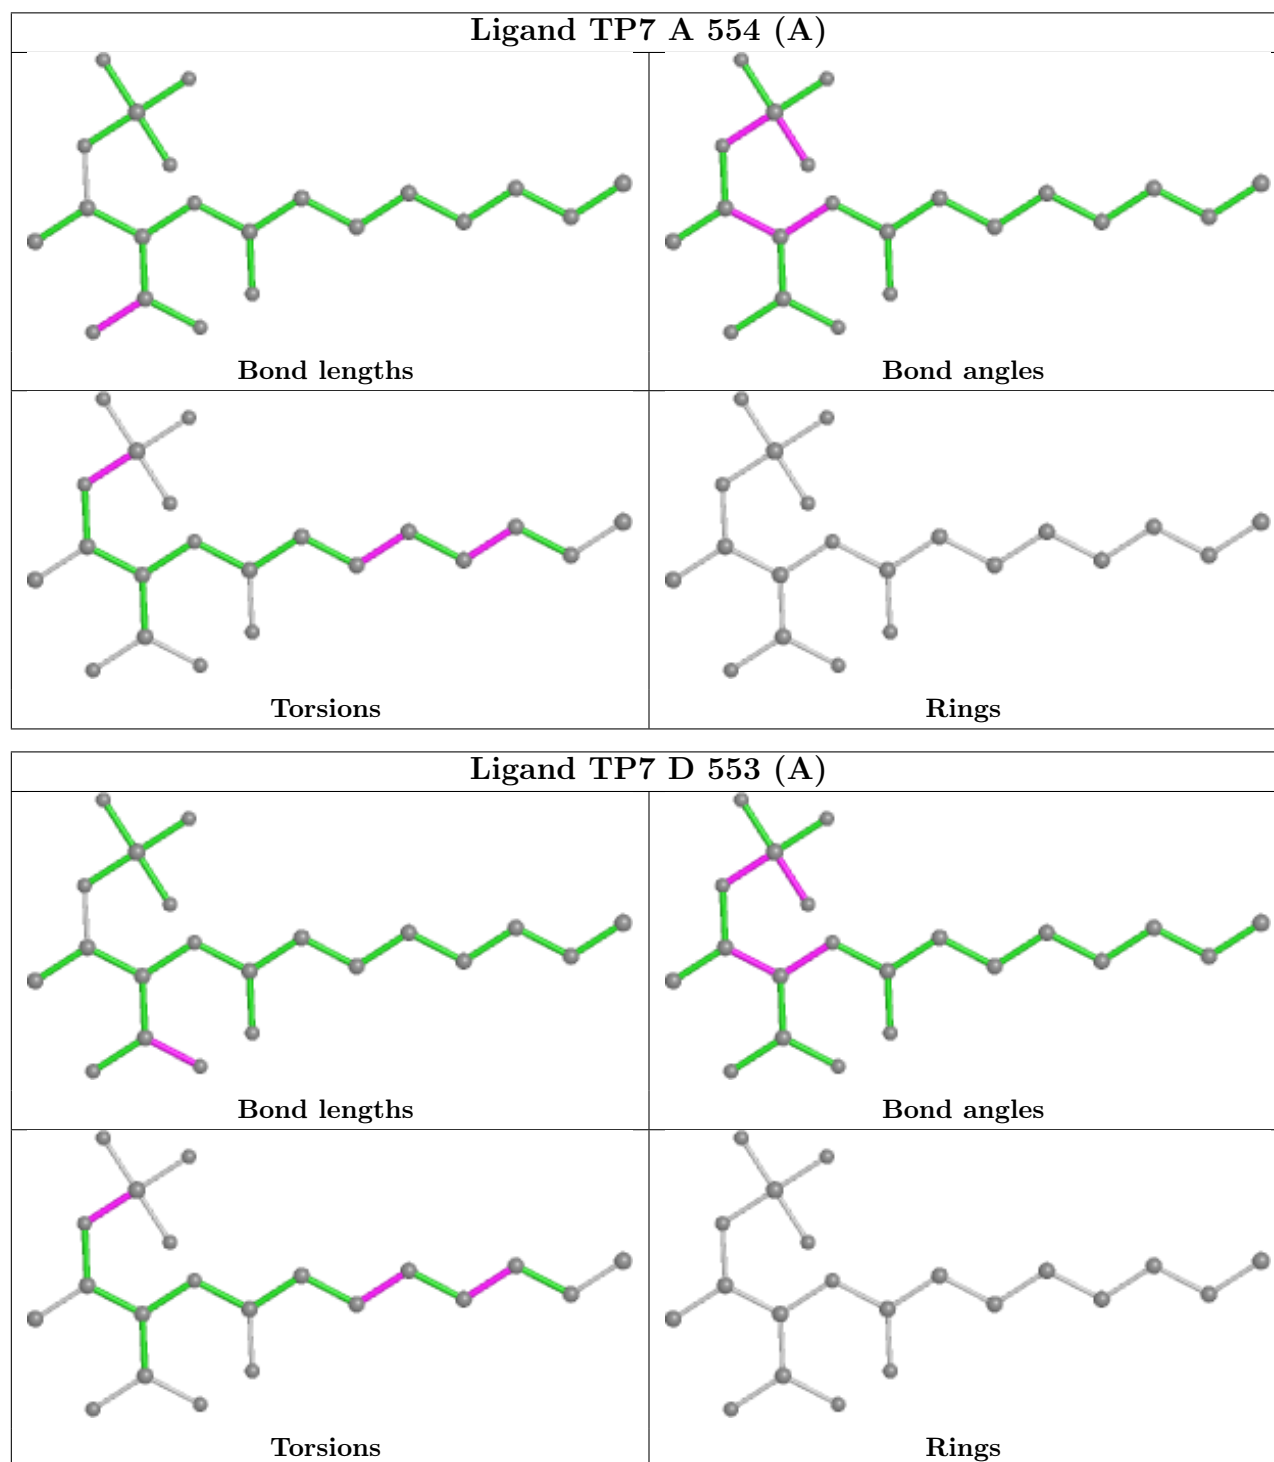 Ligand TP7 A 554 (A)
Bond lengths
Bond angles
Torsions
Rings
Ligand TP7 D 553 (A)
Bond lengths
Bond angles
Torsions
Rings